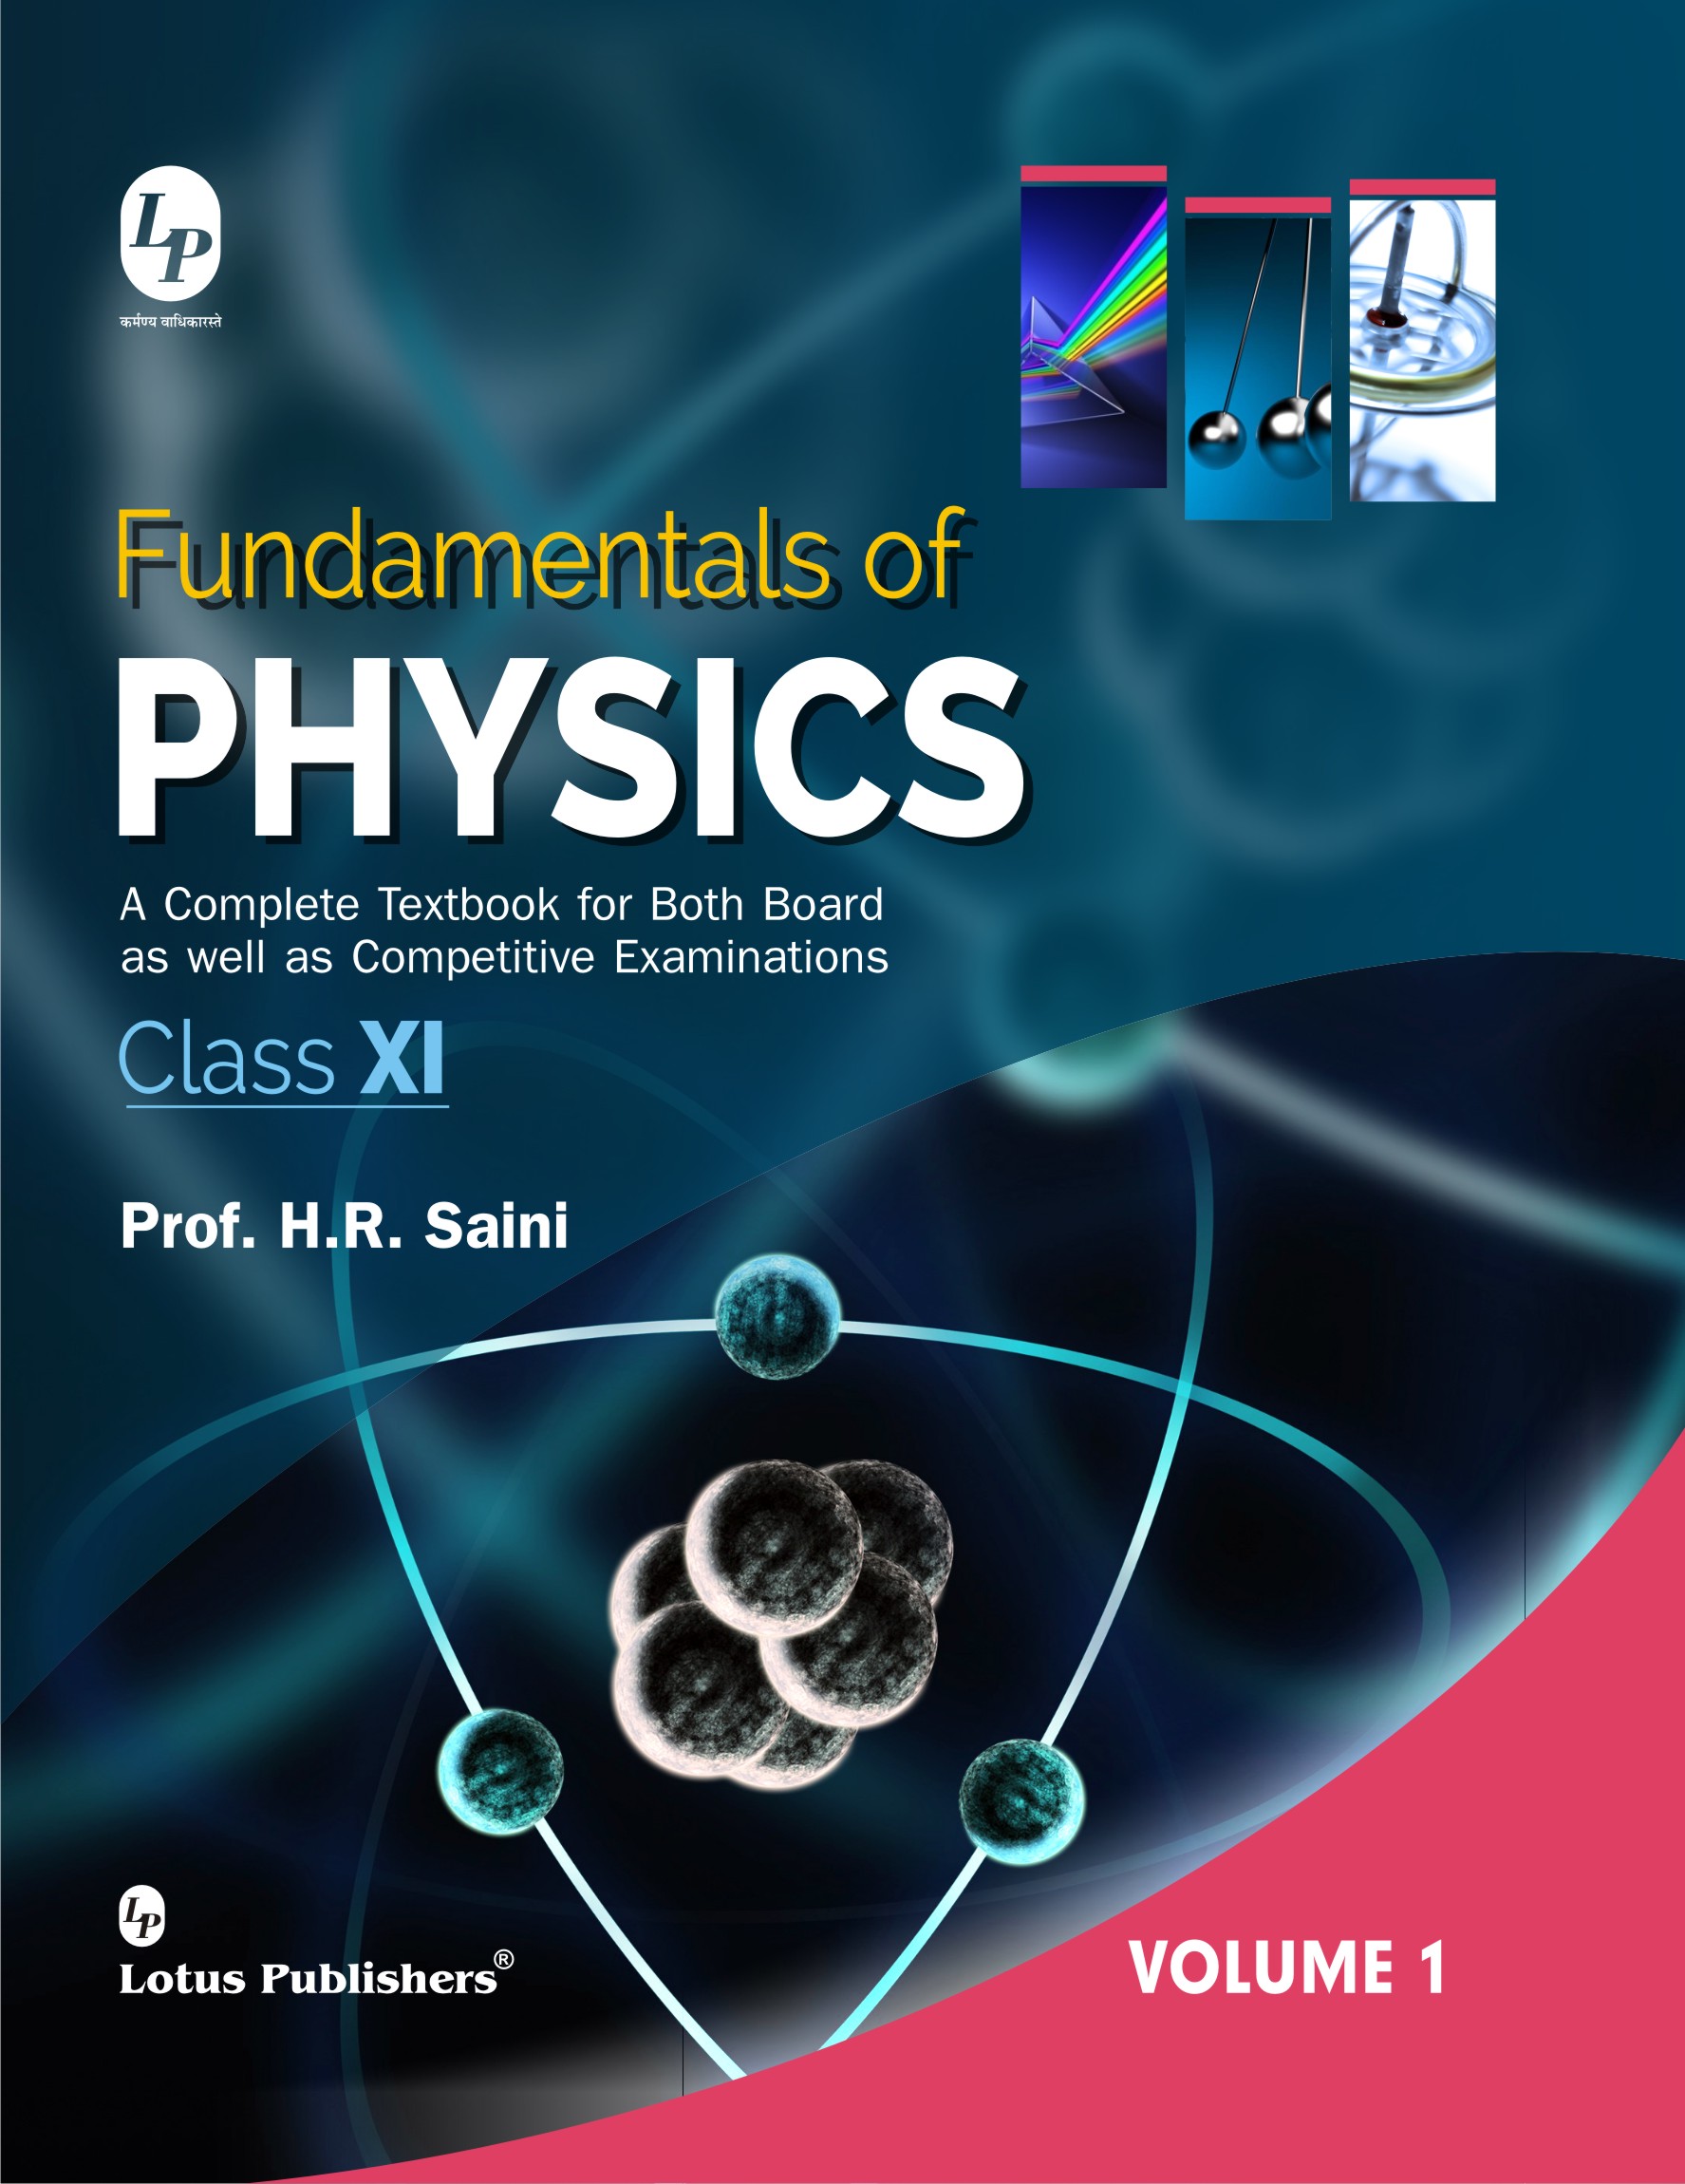 LP
कर्मण्य वाधिकारस्ते
Fundamentals of
PHYSICS
A Complete Textbook for Both Board
as well as Competitive Examinations
Class XI
Prof. H.R. Saini
LP
Lotus Publishers®
VOLUME 1